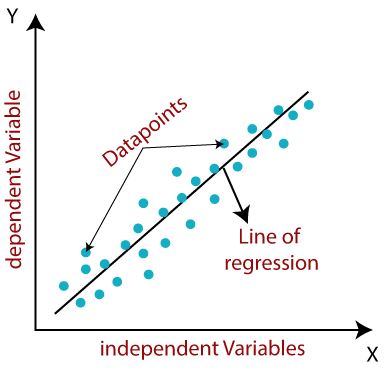 Y
dependent Variable
Datapoints
Line of
regression
X
independent Variables